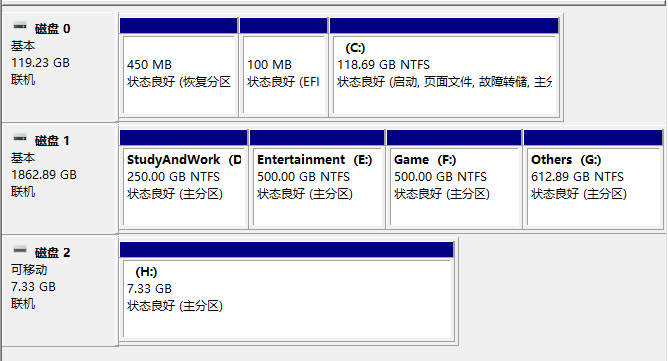 磁盘 0
基本
119.23 GB
联机
450 MB
状态良好 (恢复分区
100 MB
状态良好 (EFI
(C:)
118.69 GB NTFS
状态良好 (启动, 页面文件, 故障转储, 主分
磁盘 1
基本
1862.89 GB
联机
StudyAndWork (D
250.00 GB NTFS
状态良好 (主分区)
Entertainment (E:)
500.00 GB NTFS
状态良好 (主分区)
Game (F:)
500.00 GB NTFS
状态良好 (主分区)
Others (G:)
612.89 GB NTFS
状态良好 (主分区)
磁盘 2
可移动
7.33 GB
联机
(H:)
7.33 GB
状态良好 (主分区)